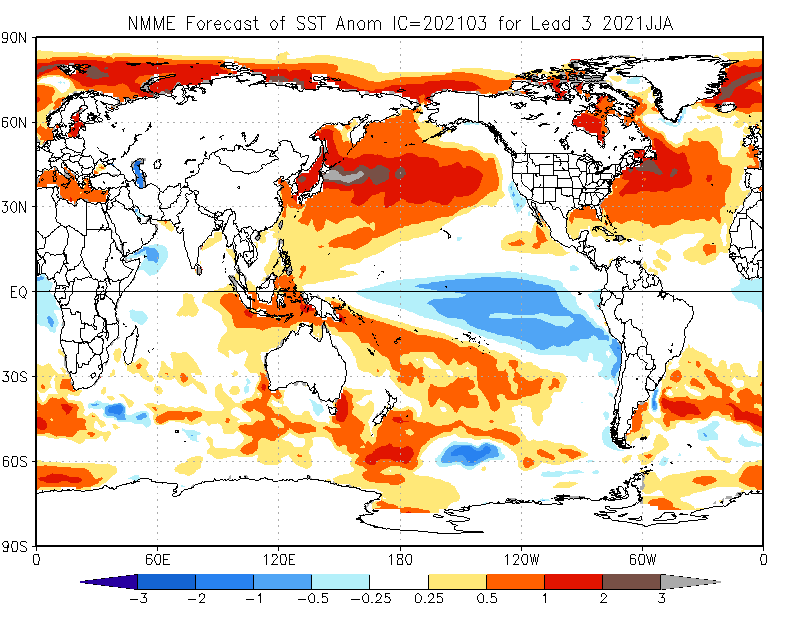 NMME Forecast of SST Anom IC=202103 for Lead 3 2021JJA
90N
60N
30N
EQ
30S
60S
90S
0 60E 120E 180 120W 60W 0
-3 -2 -1 -0.5 -0.25 0.25 0.5 1 2 3